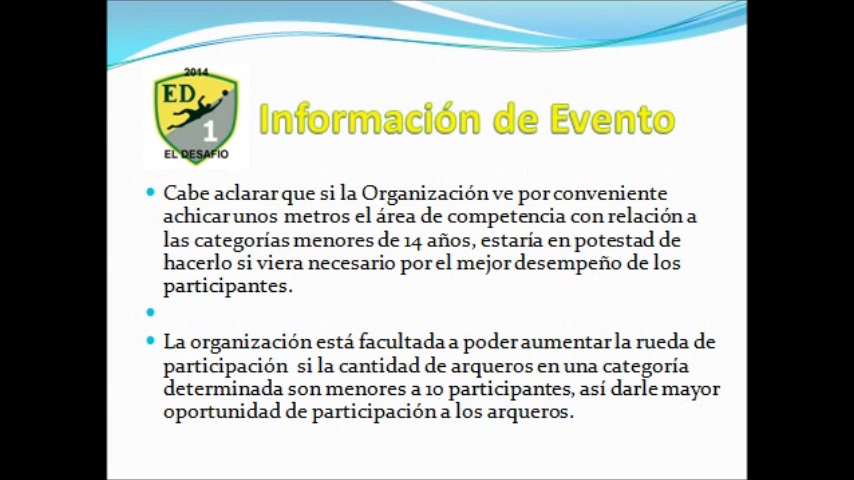 2014
ED
1
EL DESAFIO
Información de Evento
Cabe aclarar que si la Organización ve por conveniente
achicar unos metros el área de competencia con relación a
las categorías menores de 14 años, estaría en potestad de
hacerlo si viera necesario por el mejor desempeño de los
participantes.
La organización está facultada a poder aumentar la rueda de
participación si la cantidad de arqueros en una categoría
determinada son menores a 10 participantes, así darle mayor
oportunidad de participación a los arqueros.